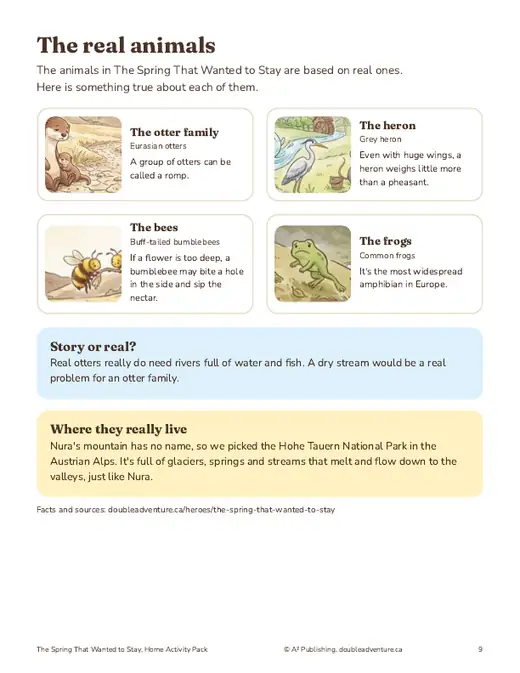 The real animals
The animals in The Spring That Wanted to Stay are based on real ones.
Here is something true about each of them.
The otter family
Eurasian otters
A group of otters can be
called a romp.
The heron
Grey heron
Even with huge wings, a
heron weighs little more
than a pheasant.
The bees
Buff-tailed bumblebees
If a flower is too deep, a
bumblebee may bite a hole
in the side and sip the
nectar.
The frogs
Common frogs
It's the most widespread
amphibian in Europe.
Story or real?
Real otters really do need rivers full of water and fish. A dry stream would be a real
problem for an otter family.
Where they really live
Nura's mountain has no name, so we picked the Hohe Tauern National Park in the
Austrian Alps. It's full of glaciers, springs and streams that melt and flow down to the
valleys, just like Nura.
Facts and sources: doubleadventure.ca/heroes/the-spring-that-wanted-to-stay
The Spring That Wanted to Stay, Home Activity Pack
© A² Publishing, doubleadventure.ca
9